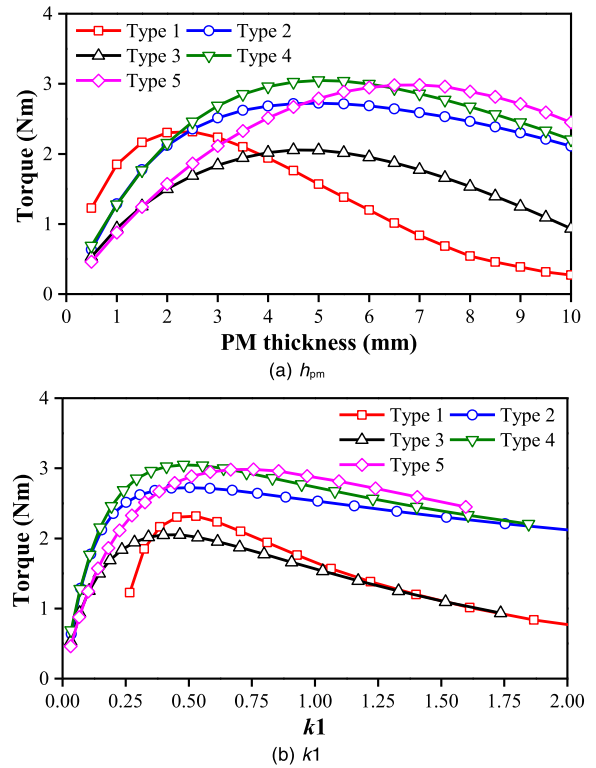 Type 1 Type 2
Type 3 Type 4
Type 5
Torque (Nm)
4
3
2
1
0
0 1 2 3 4 5 6 7 8 9 10
PM thickness (mm)
(a) hpm
Type 1 Type 2
Type 3 Type 4
Type 5
Torque (Nm)
4
3
2
1
0
0.00 0.25 0.50 0.75 1.00 1.25 1.50 1.75 2.00
k1
(b) k1